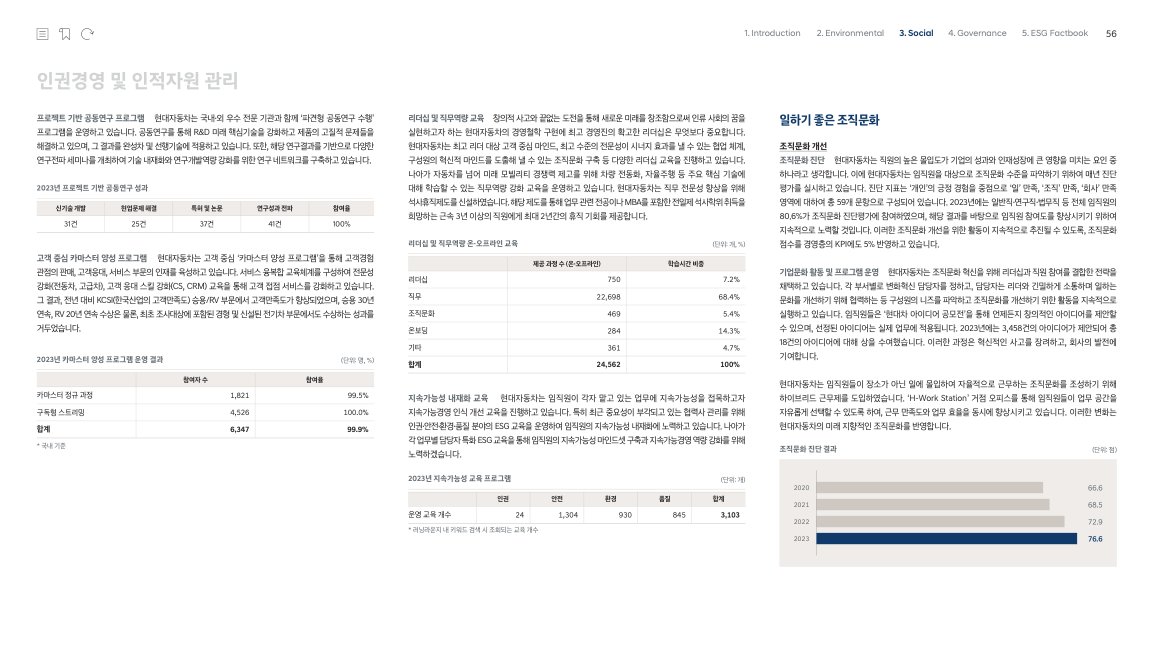 1. Introduction 2. Environmental 3. Social 4. Governance 5. ESG Factbook 56
인권경영 및 인적자원 관리
프로젝트 기반 공동연구 프로그램 현대자동차는 국내·외 우수 전문 기관과 함께 ‘파견형 공동연구 수행’
프로그램을 운영하고 있습니다. 공동연구를 통해 R&D 미래 핵심기술을 강화하고 제품의 고질적 문제들을
해결하고 있으며, 그 결과를 완성차 및 선행기술에 적용하고 있습니다. 또한, 해당 연구결과를 기반으로 다양한
연구전파 세미나를 개최하여 기술 내재화와 연구개발역량 강화를 위한 연구 네트워크를 구축하고 있습니다.
2023년 프로젝트 기반 공동연구 성과
신기술 개발 현업문제 해결 특허 및 논문 연구성과 전파 참여율
31건 25건 37건 41건 100%
고객 중심 카마스터 양성 프로그램 현대자동차는 고객 중심 ‘카마스터 양성 프로그램’을 통해 고객경험
관점의 판매, 고객응대, 서비스 부문의 인재를 육성하고 있습니다. 서비스 융복합 교육체계를 구성하여 전문성
강화(전동차, 고급차), 고객 응대 스킬 강화(CS, CRM) 교육을 통해 고객 접점 서비스를 강화하고 있습니다.
그 결과, 전년 대비 KCSI(한국산업의 고객만족도) 승용/RV 부문에서 고객만족도가 향상되었으며, 승용 30년
연속, RV 20년 연속 수상은 물론, 최초 조사대상에 포함된 경형 및 신설된 전기차 부문에서도 수상하는 성과를
거두었습니다.
2023년 카마스터 양성 프로그램 운영 결과 (단위: 명, %)
참여자 수 참여율
카마스터 정규 과정 1,821 99.5%
구독형 스트리밍 4,526 100.0%
합계 6,347 99.9%
* 국내 기준
리더십 및 직무역량 교육 창의적 사고와 끝없는 도전을 통해 새로운 미래를 창조함으로써 인류 사회의 꿈을
실현하고자 하는 현대자동차의 경영철학 구현에 최고 경영진의 확고한 리더십은 무엇보다 중요합니다.
현대자동차는 최고 리더 대상 고객 중심 마인드, 최고 수준의 전문성이 시너지 효과를 낼 수 있는 협업 체계,
구성원의 혁신적 마인드를 도출해 낼 수 있는 조직문화 구축 등 다양한 리더십 교육을 진행하고 있습니다.
나아가 자동차를 넘어 미래 모빌리티 경쟁력 제고를 위해 차량 전동화, 자율주행 등 주요 핵심 기술에
대해 학습할 수 있는 직무역량 강화 교육을 운영하고 있습니다. 현대자동차는 직무 전문성 향상을 위해
석사휴직제도를 신설하였습니다. 해당 제도를 통해 업무 관련 전공이나 MBA를 포함한 전일제 석사학위 취득을
희망하는 근속 3년 이상의 직원에게 최대 2년간의 휴직 기회를 제공합니다.
리더십 및 직무역량 온·오프라인 교육 (단위: 개, %)
제공 과정 수 (온·오프라인) 학습시간 비중
리더십 750 7.2%
직무 22,698 68.4%
조직문화 469 5.4%
온보딩 284 14.3%
기타 361 4.7%
합계 24,562 100%
지속가능성 내재화 교육 현대자동차는 임직원이 각자 맡고 있는 업무에 지속가능성을 접목하고자
지속가능경영 인식 개선 교육을 진행하고 있습니다. 특히 최근 중요성이 부각되고 있는 협력사 관리를 위해
인권·안전·환경·품질 분야의 ESG 교육을 운영하여 임직원의 지속가능성 내재화에 노력하고 있습니다. 나아가
각 업무별 담당자 특화 ESG 교육을 통해 임직원의 지속가능성 마인드셋 구축과 지속가능경영 역량 강화를 위해
노력하겠습니다.
2023년 지속가능성 교육 프로그램 (단위: 개)
인권 안전 환경 품질 합계
운영 교육 개수 24 1,304 930 845 3,103
* 러닝라운지 내 키워드 검색 시 조회되는 교육 개수
일하기 좋은 조직문화
조직문화 개선
조직문화 진단 현대자동차는 직원의 높은 몰입도가 기업의 성과와 인재성장에 큰 영향을 미치는 요인 중
하나라고 생각합니다. 이에 현대자동차는 임직원을 대상으로 조직문화 수준을 파악하기 위하여 매년 진단
평가를 실시하고 있습니다. 진단 지표는 ‘개인’의 긍정 경험을 중점으로 ‘일’ 만족, ‘조직’ 만족, ‘회사’ 만족
영역에 대하여 총 59개 문항으로 구성되어 있습니다. 2023년에는 일반직·연구직·법무직 등 전체 임직원의
80.6%가 조직문화 진단평가에 참여하였으며, 해당 결과를 바탕으로 임직원 참여도를 향상시키기 위하여
지속적으로 노력할 것입니다. 이러한 조직문화 개선을 위한 활동이 지속적으로 추진될 수 있도록, 조직문화
점수를 경영층의 KPI에도 5% 반영하고 있습니다.
기업문화 활동 및 프로그램 운영 현대자동차는 조직문화 혁신을 위해 리더십과 직원 참여를 결합한 전략을
채택하고 있습니다. 각 부서별로 변화혁신 담당자를 정하고, 담당자는 리더와 긴밀하게 소통하며 일하는
문화를 개선하기 위해 협력하는 등 구성원의 니즈를 파악하고 조직문화를 개선하기 위한 활동을 지속적으로
실행하고 있습니다. 임직원들은 ‘현대차 아이디어 공모전’을 통해 언제든지 창의적인 아이디어를 제안할
수 있으며, 선정된 아이디어는 실제 업무에 적용됩니다. 2023년에는 3,458건의 아이디어가 제안되어 총
18건의 아이디어에 대해 상을 수여했습니다. 이러한 과정은 혁신적인 사고를 장려하고, 회사의 발전에
기여합니다.
현대자동차는 임직원들이 장소가 아닌 일에 몰입하여 자율적으로 근무하는 조직문화를 조성하기 위해
하이브리드 근무제를 도입하였습니다. ‘H-Work Station’ 거점 오피스를 통해 임직원들이 업무 공간을
자유롭게 선택할 수 있도록 하여, 근무 만족도와 업무 효율을 동시에 향상시키고 있습니다. 이러한 변화는
현대자동차의 미래 지향적인 조직문화를 반영합니다.
조직문화 진단 결과 (단위: 점)
2020 66.6
2021 68.5
2022 72.9
2023 76.6